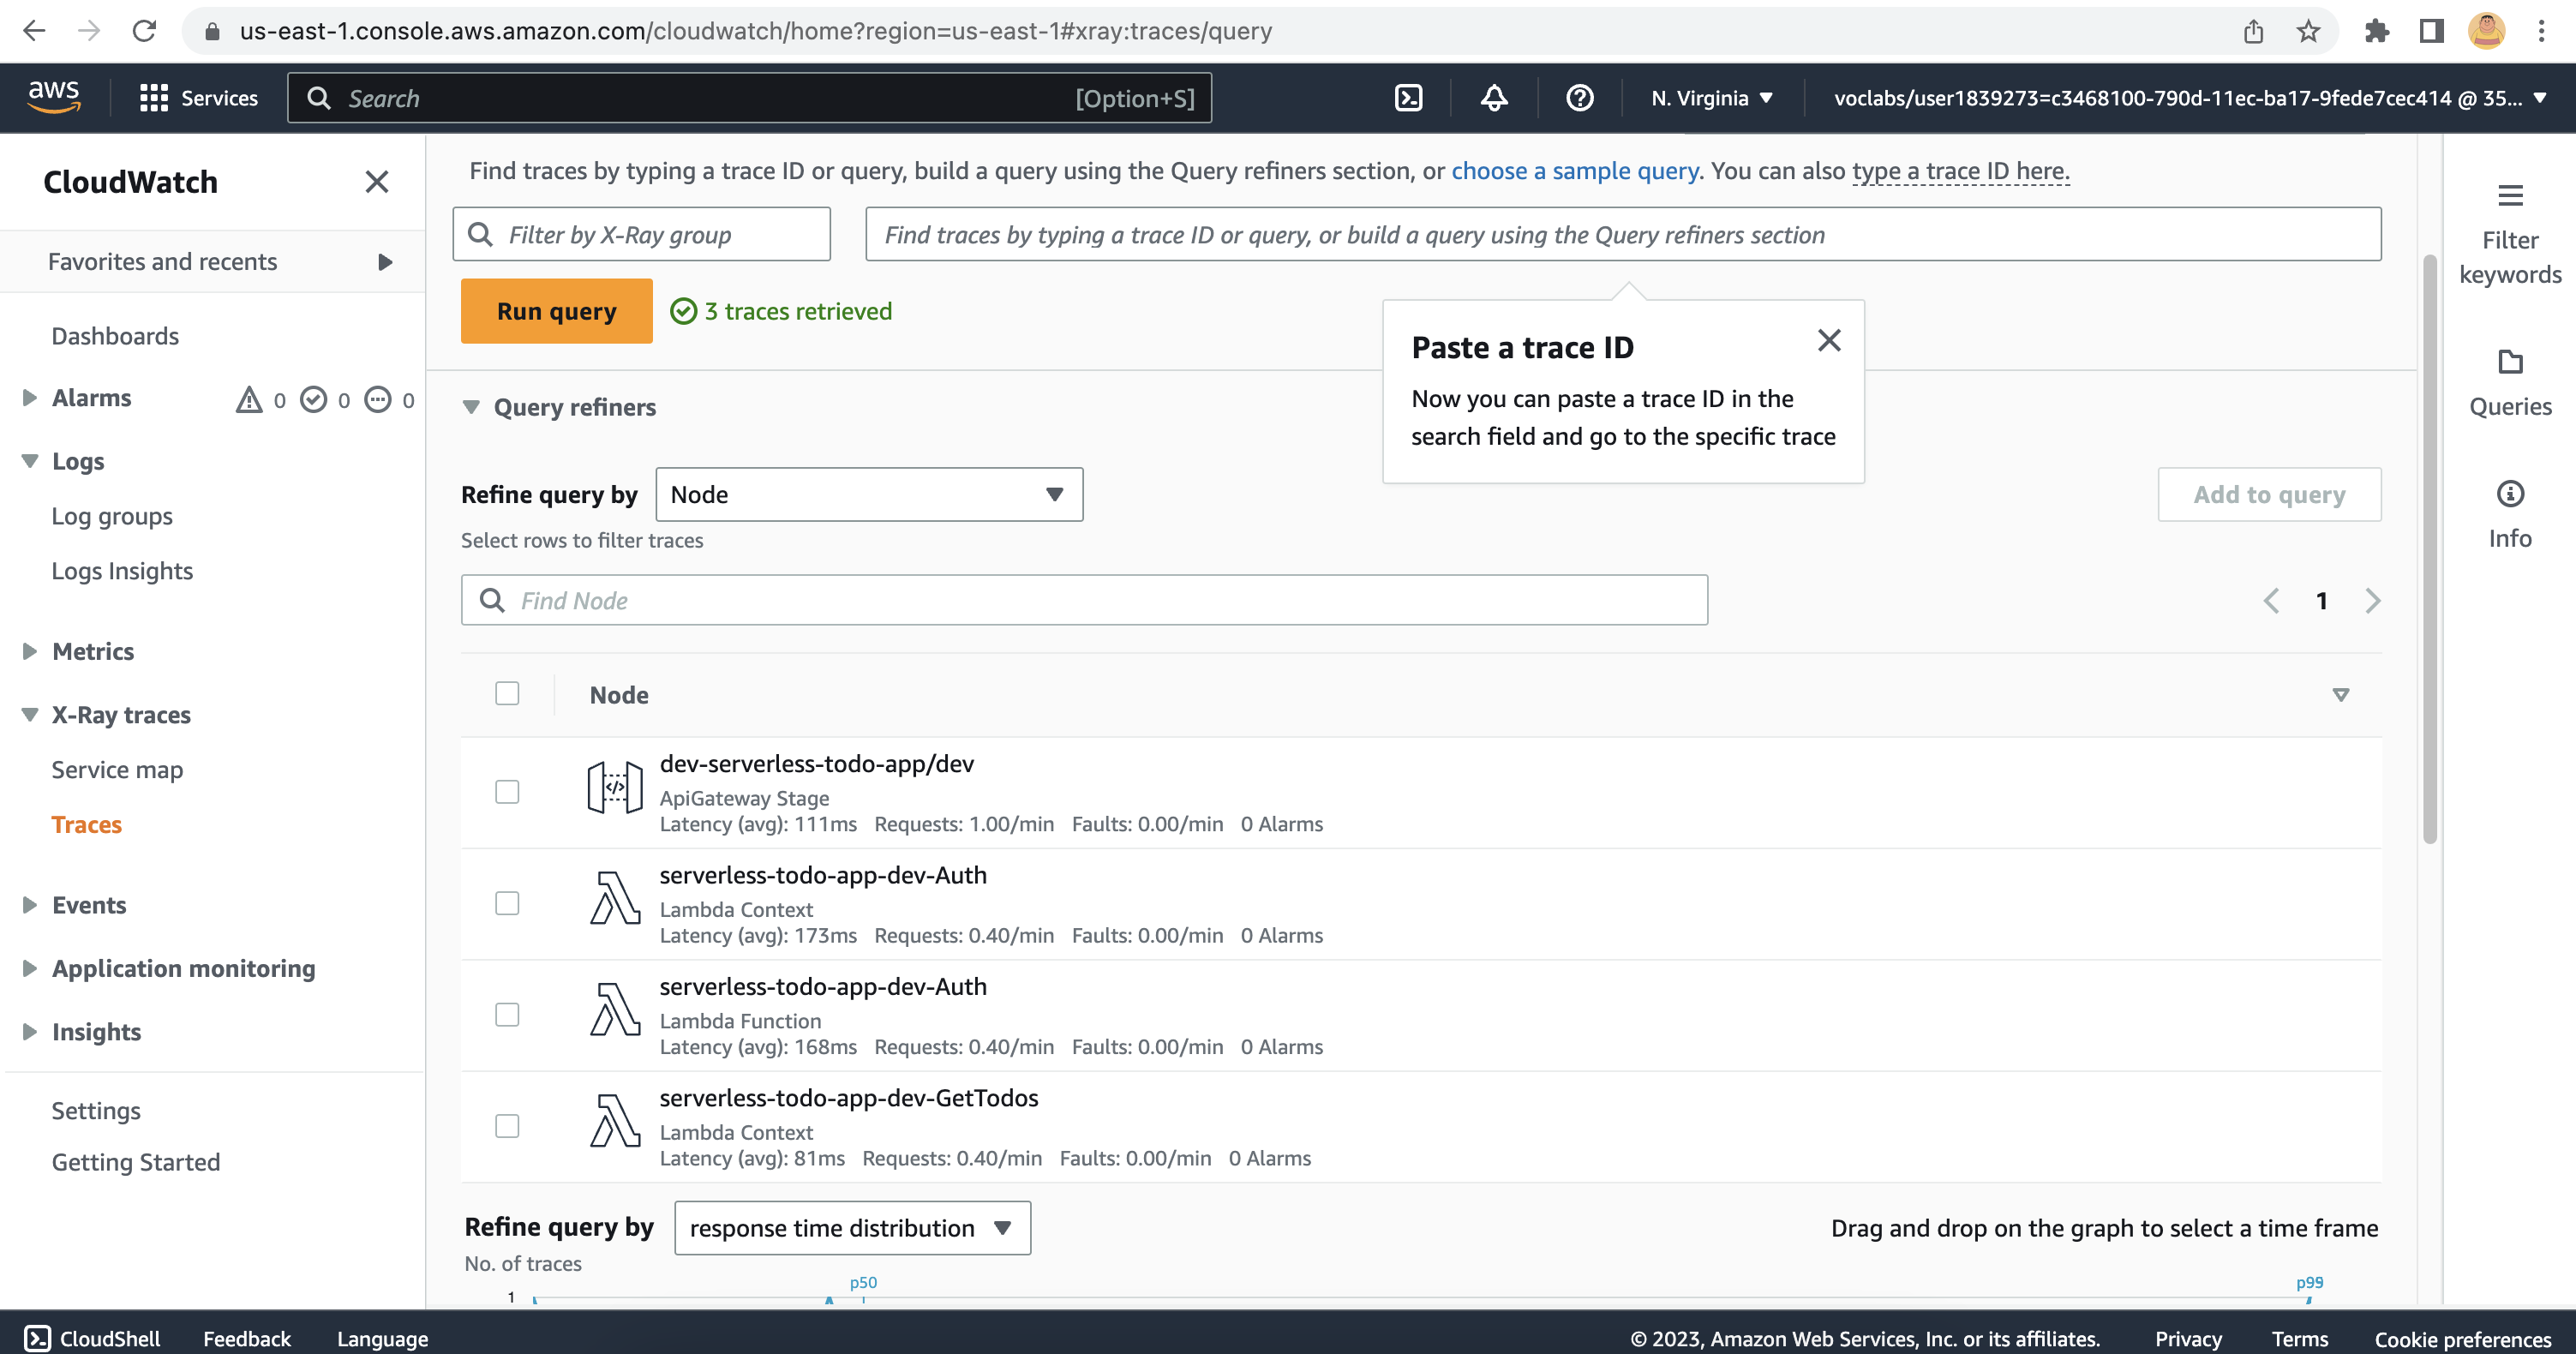 us-east-1.console.aws.amazon.com/cloudwatch/home?region=us-east-1#xray:traces/query
aws
Services
Search
[Option+S]
N. Virginia
voclabs/user1839273=c3468100-790d-11ec-ba17-9fede7cec414 @ 35...
CloudWatch
Favorites and recents
Dashboards
Alarms 0 0 0
Logs
Log groups
Logs Insights
Metrics
X-Ray traces
Service map
Traces
Events
Application monitoring
Insights
Settings
Getting Started
Find traces by typing a trace ID or query, build a query using the Query refiners section, or choose a sample query. You can also type a trace ID here.
Filter by X-Ray group
Find traces by typing a trace ID or query, or build a query using the Query refiners section
Run query
3 traces retrieved
Paste a trace ID
Now you can paste a trace ID in the
search field and go to the specific trace
Query refiners
Refine query by
Node
Add to query
Select rows to filter traces
Find Node
1
Node
dev-serverless-todo-app/dev
ApiGateway Stage
Latency (avg): 111ms Requests: 1.00/min Faults: 0.00/min 0 Alarms
serverless-todo-app-dev-Auth
Lambda Context
Latency (avg): 173ms Requests: 0.40/min Faults: 0.00/min 0 Alarms
serverless-todo-app-dev-Auth
Lambda Function
Latency (avg): 168ms Requests: 0.40/min Faults: 0.00/min 0 Alarms
serverless-todo-app-dev-GetTodos
Lambda Context
Latency (avg): 81ms Requests: 0.40/min Faults: 0.00/min 0 Alarms
Refine query by
response time distribution
Drag and drop on the graph to select a time frame
No. of traces
p50
p99
1
Filter
keywords
Queries
Info
CloudShell
Feedback
Language
© 2023, Amazon Web Services, Inc. or its affiliates.
Privacy
Terms
Cookie preferences